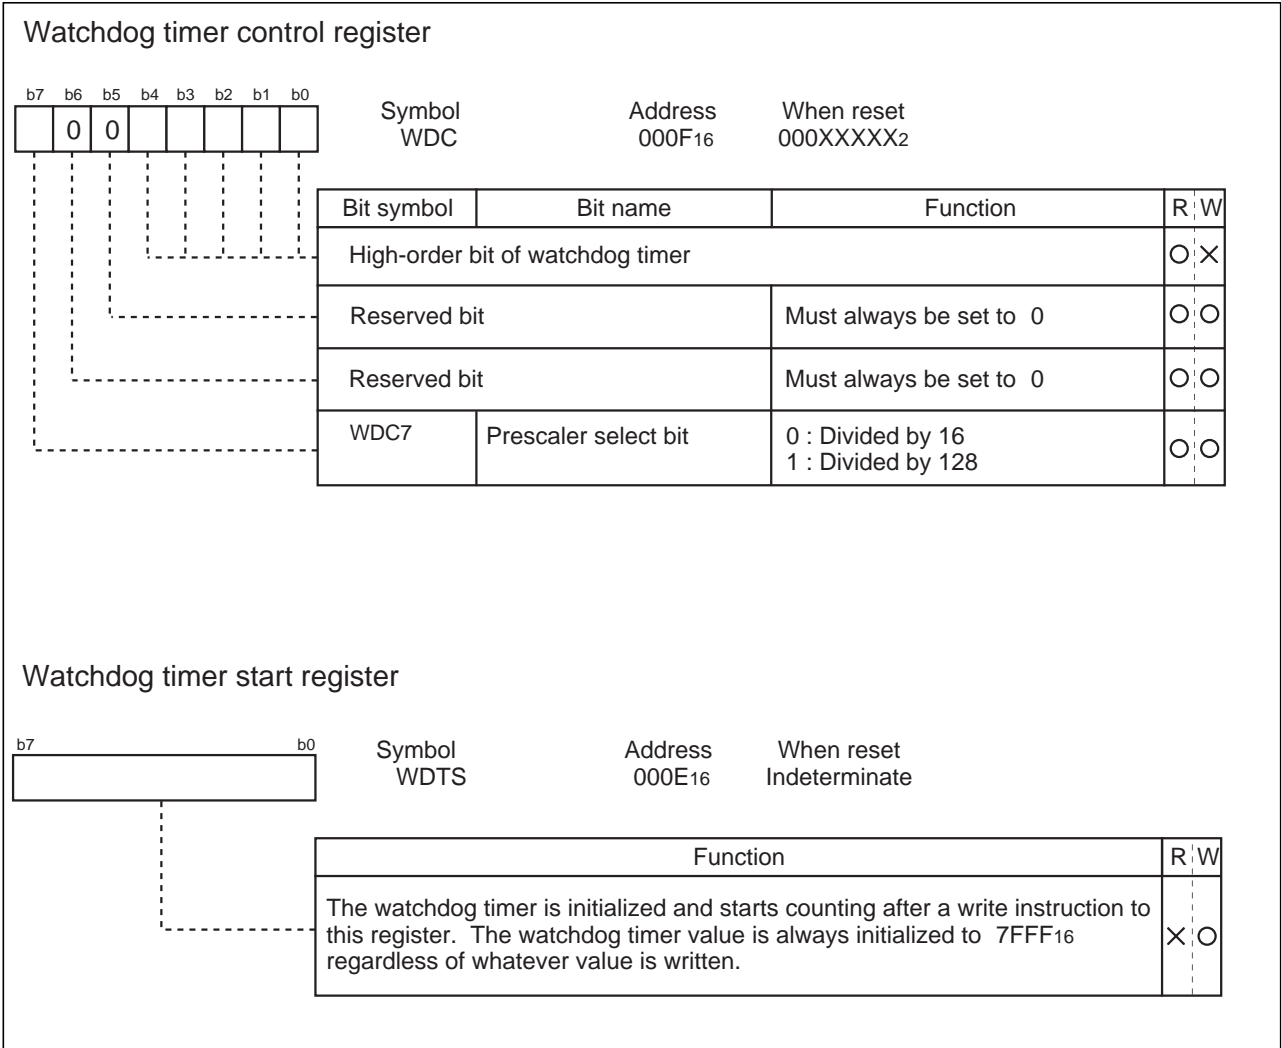 Watchdog timer control register
b7 b6 b5 b4 b3 b2 b1 b0
0 0
Symbol Address When reset
WDC 000F16 000XXXXX2
Bit symbol Bit name Function R W
High-order bit of watchdog timer
Reserved bit Must always be set to 0
Reserved bit Must always be set to 0
WDC7 Prescaler select bit 0 : Divided by 16
1 : Divided by 128
Watchdog timer start register
b7 b0
Symbol Address When reset
WDTS 000E16 Indeterminate
Function R W
The watchdog timer is initialized and starts counting after a write instruction to
this register. The watchdog timer value is always initialized to 7FFF16
regardless of whatever value is written.